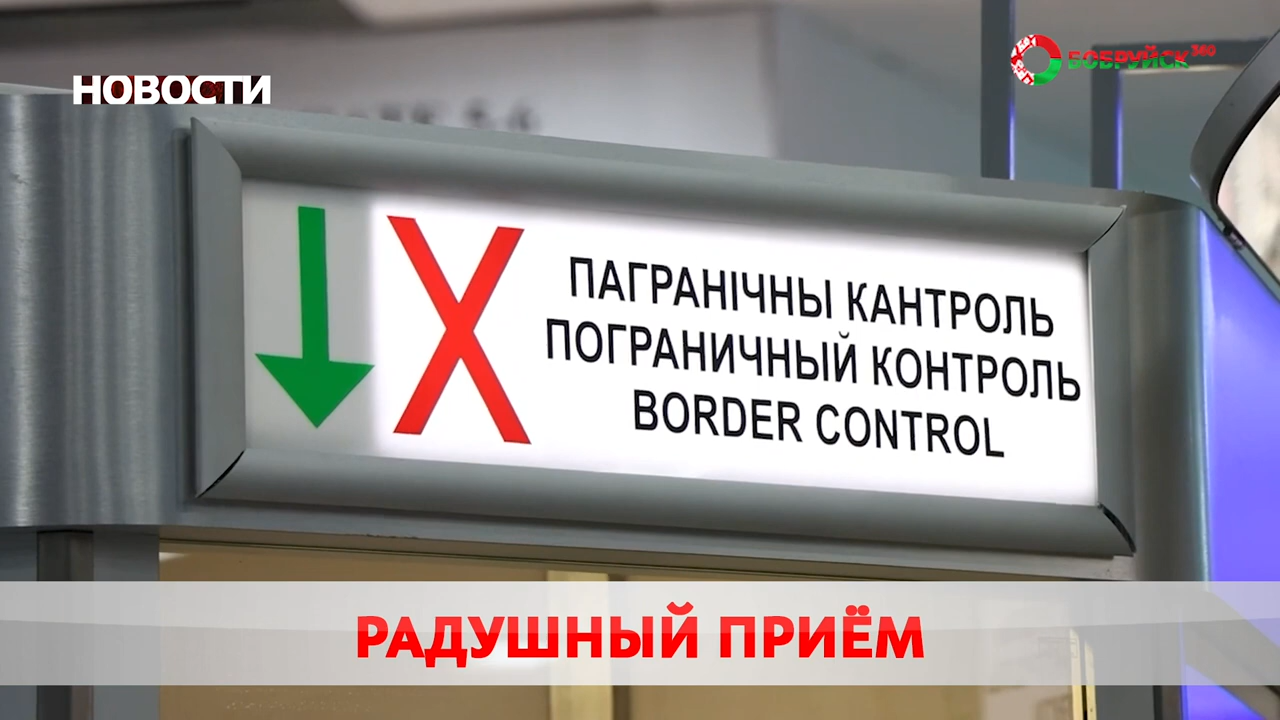 НОВОСТИ
БОБРУЙСК 360
ПАГРАНІЧНЫ КАНТРОЛЬ
ПОГРАНИЧНЫЙ КОНТРОЛЬ
BORDER CONTROL
РАДУШНЫЙ ПРИЁМ